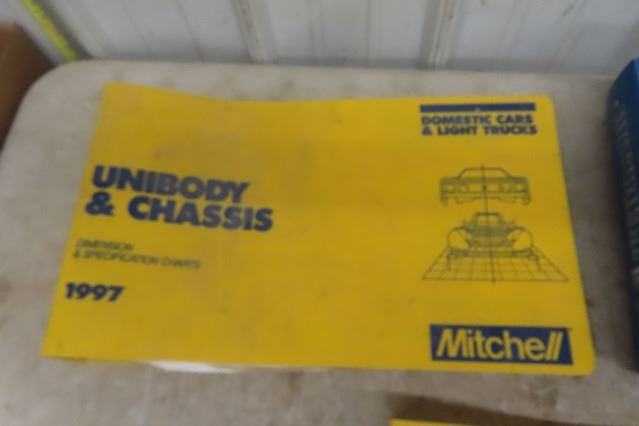 DOMESTIC CARS
& LIGHT TRUCKS
UNIBODY
& CHASSIS
DIMENSION
& SPECIFICATION CHARTS
1997
Mitchell